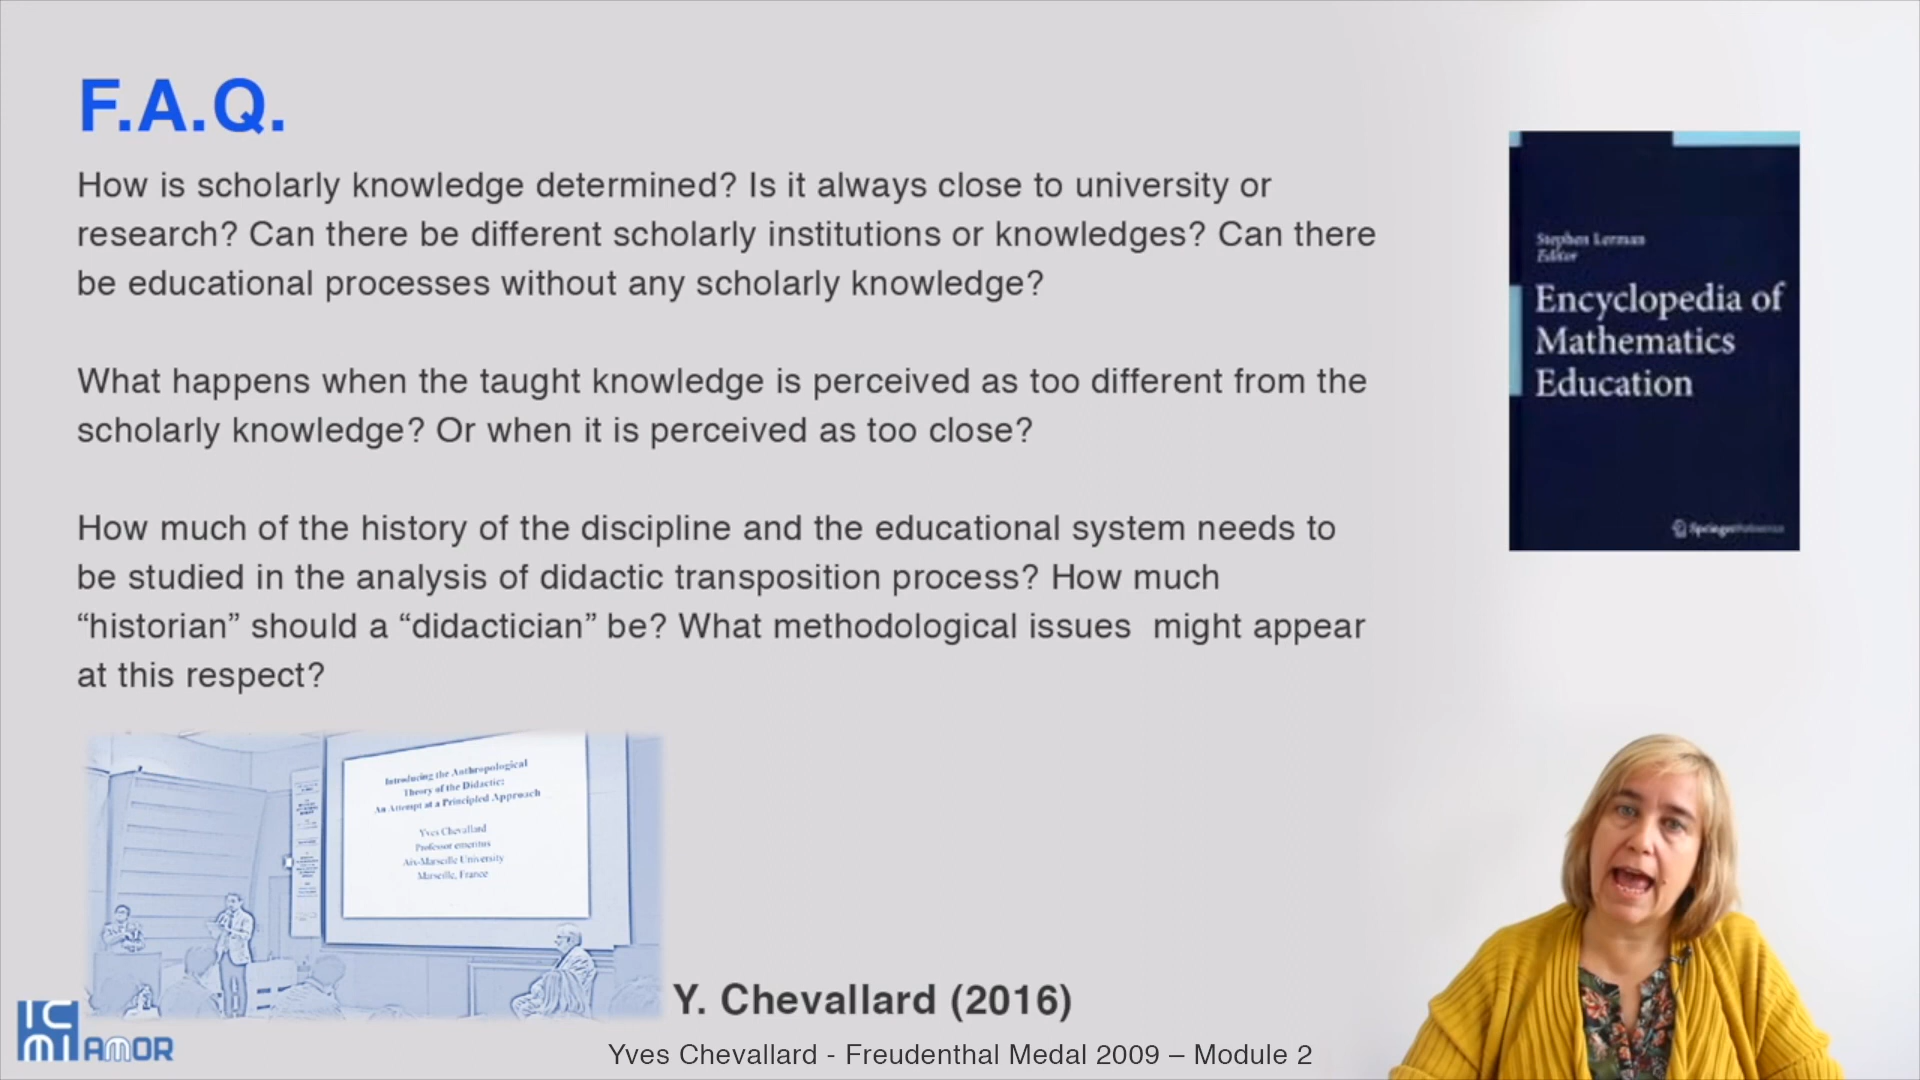 F.A.Q.
How is scholarly knowledge determined? Is it always close to university or
research? Can there be different scholarly institutions or knowledges? Can there
be educational processes without any scholarly knowledge?
What happens when the taught knowledge is perceived as too different from the
scholarly knowledge? Or when it is perceived as too close?
How much of the history of the discipline and the educational system needs to
be studied in the analysis of didactic transposition process? How much
“historian” should a “didactician” be? What methodological issues  might appear
at this respect?
Stephen Lerman
Editor
Encyclopedia of
Mathematics
Education
Springer
Introducing the Anthropological
Theory of the Didactic:
An Attempt at a Principled Approach
Yves Chevallard
Professor emeritus
Aix-Marseille University
Marseille, France
Y. Chevallard (2016)
IC
MI AMOR
Yves Chevallard - Freudenthal Medal 2009 – Module 2